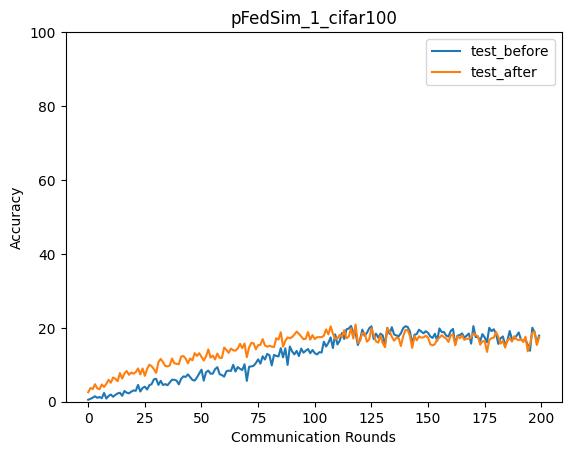 pFedSim_1_cifar100
test_before
test_after
100
80
60
40
20
0
Accuracy
0 25 50 75 100 125 150 175 200
Communication Rounds